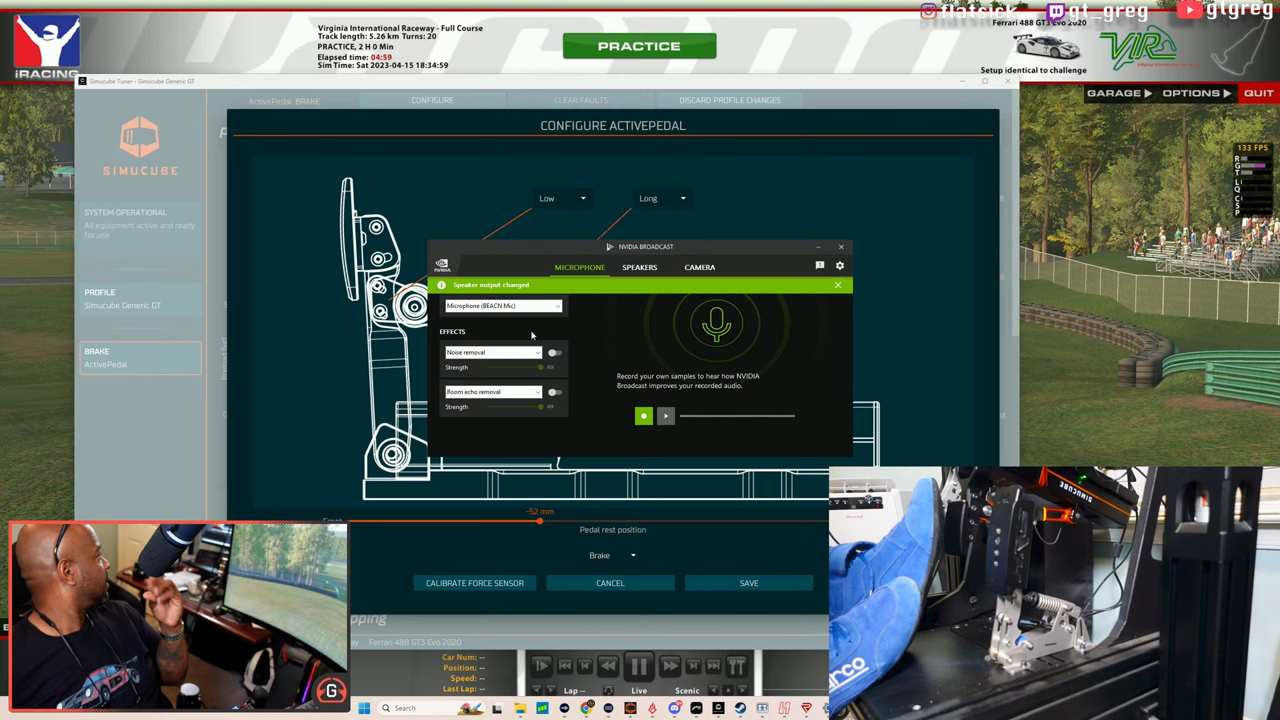 flatsick
gt_greg
gtgreg
iRACING
Virginia International Raceway - Full Course
Track length: 5.26 km Turns: 20
PRACTICE, 2 H 0 Min
Elapsed time: 04:59
Sim Time: Sat 2023-04-15 18:34:59
PRACTICE
Ferrari 488 GT3 Evo 2020
VIR
Setup identical to challenge
GARAGE OPTIONS QUIT
Simucube Tuner - Simucube Generic GT
ActivePedal BRAKE
CONFIGURE
CLEAR FAULTS
DISCARD PROFILE CHANGES
SIMUCUBE
SYSTEM OPERATIONAL
All equipment active and ready
for use
PROFILE
Simucube Generic GT
BRAKE
ActivePedal
CONFIGURE ACTIVEPEDAL
Low
Long
133 FPS
R
G
T
L
Q
C
S
P
NVIDIA BROADCAST
NVIDIA
MICROPHONE
SPEAKERS
CAMERA
Speaker output changed
Microphone (BEACN Mic)
EFFECTS
Noise removal
Strength
Room echo removal
Strength
Record your own samples to hear how NVIDIA
Broadcast improves your recorded audio.
-52 mm
Pedal rest position
Brake
CALIBRATE FORCE SENSOR
CANCEL
SAVE
Ferrari 488 GT3 Evo 2020
Car Num: --
Position: --
Speed: --
Last Lap: --
Lap --
Live
Scenic
Search
SIMUCUBE
G